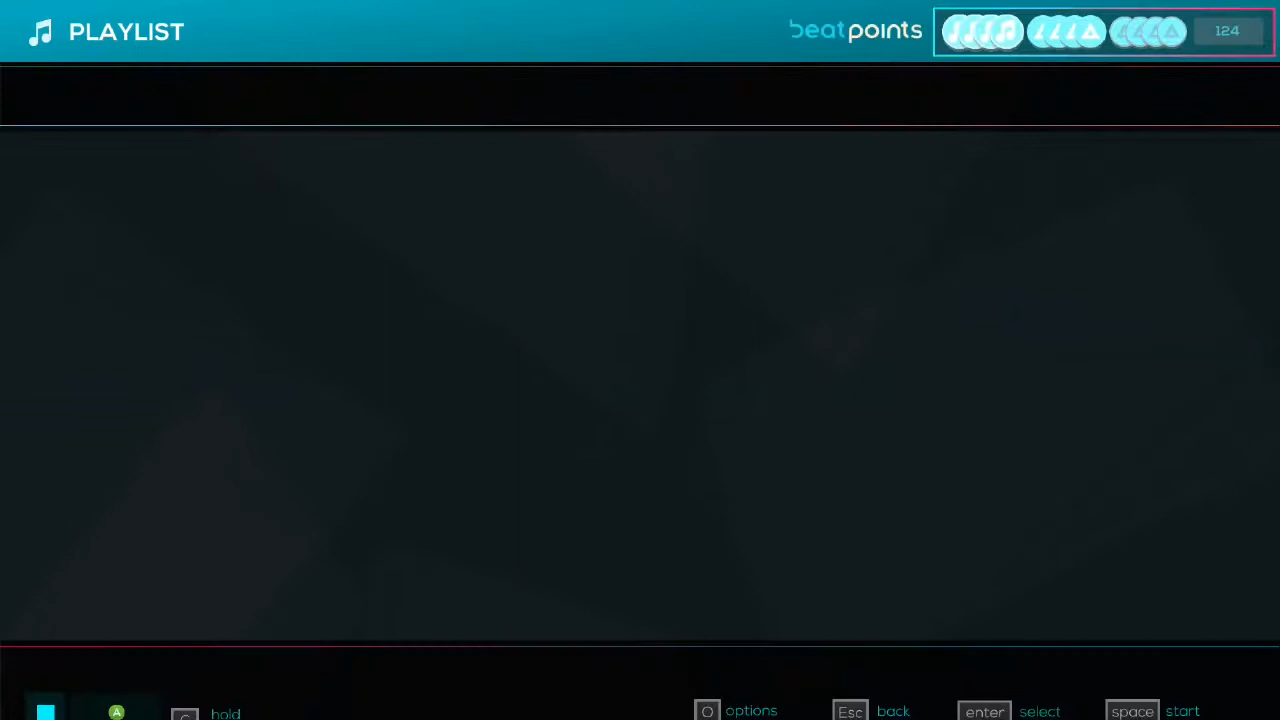 PLAYLIST
beatpoints
124
A
hold
O options
Esc back
enter select
space start